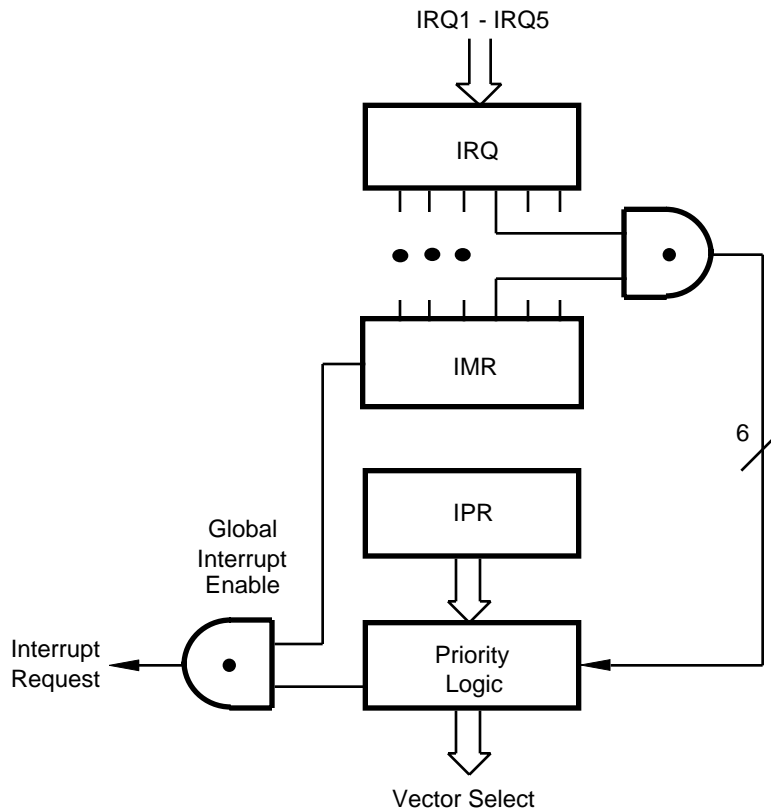 IRQ1 - IRQ5
IRQ
IMR
6
IPR
Global
Interrupt
Enable
Interrupt
Request
Priority
Logic
Vector Select